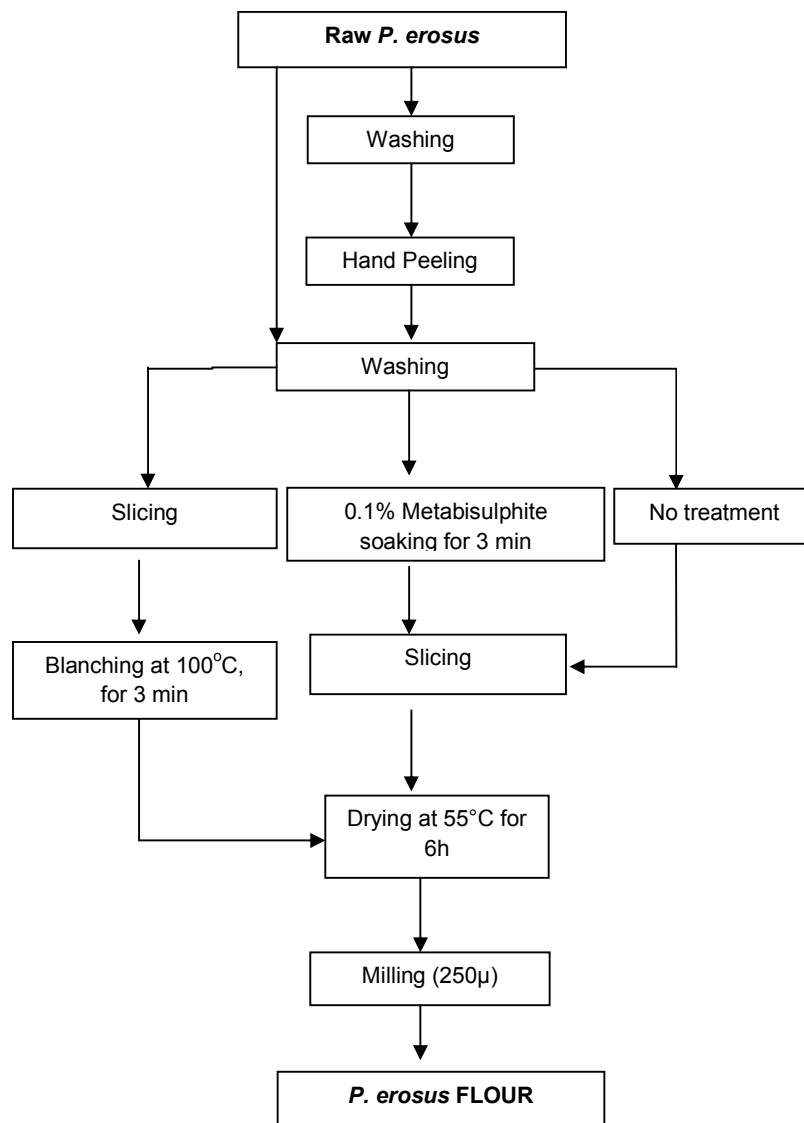 Raw P. erosus
Washing
Hand Peeling
Washing
Slicing
0.1% Metabisulphite
soaking for 3 min
No treatment
Blanching at 100°C,
for 3 min
Slicing
Drying at 55°C for
6h
Milling (250µ)
P. erosus FLOUR